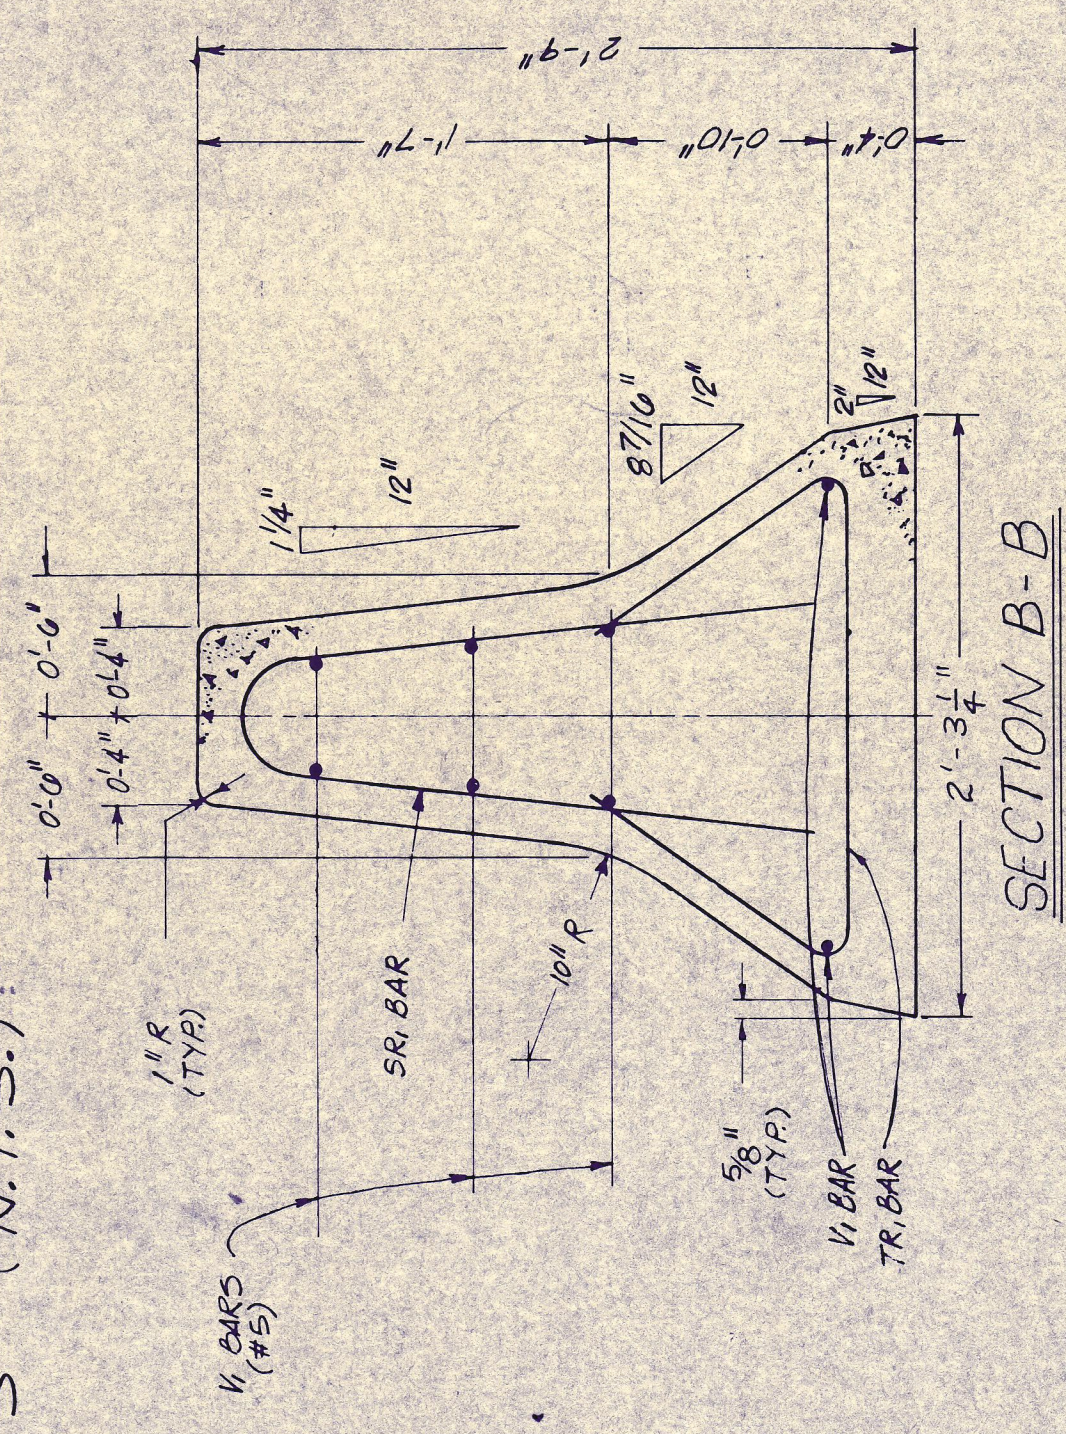 (N.T.S.):
2'-9"
1'-7"
0'-10"
0'-4"
0'-6"
0'-6"
0'-4"
0'-4"
1 1/4"
12"
8 7/16"
12"
2"
12"
1" R
(TYP.)
SR1 BAR
10" R
V1 BARS
(#5)
5/8"
(TYP.)
V1 BAR
TR1 BAR
2'-3 1/4"
SECTION B-B